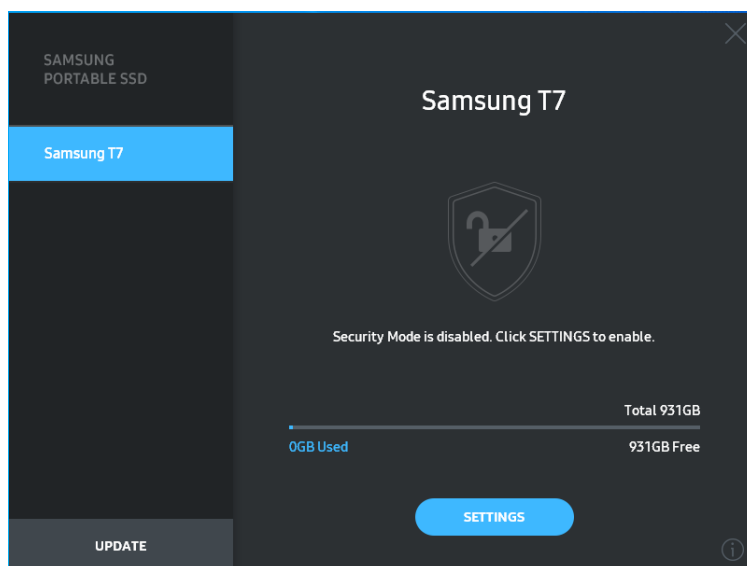 SAMSUNG
PORTABLE SSD
Samsung T7
UPDATE
Samsung T7
Security Mode is disabled. Click SETTINGS to enable.
Total 931GB
0GB Used
931GB Free
SETTINGS